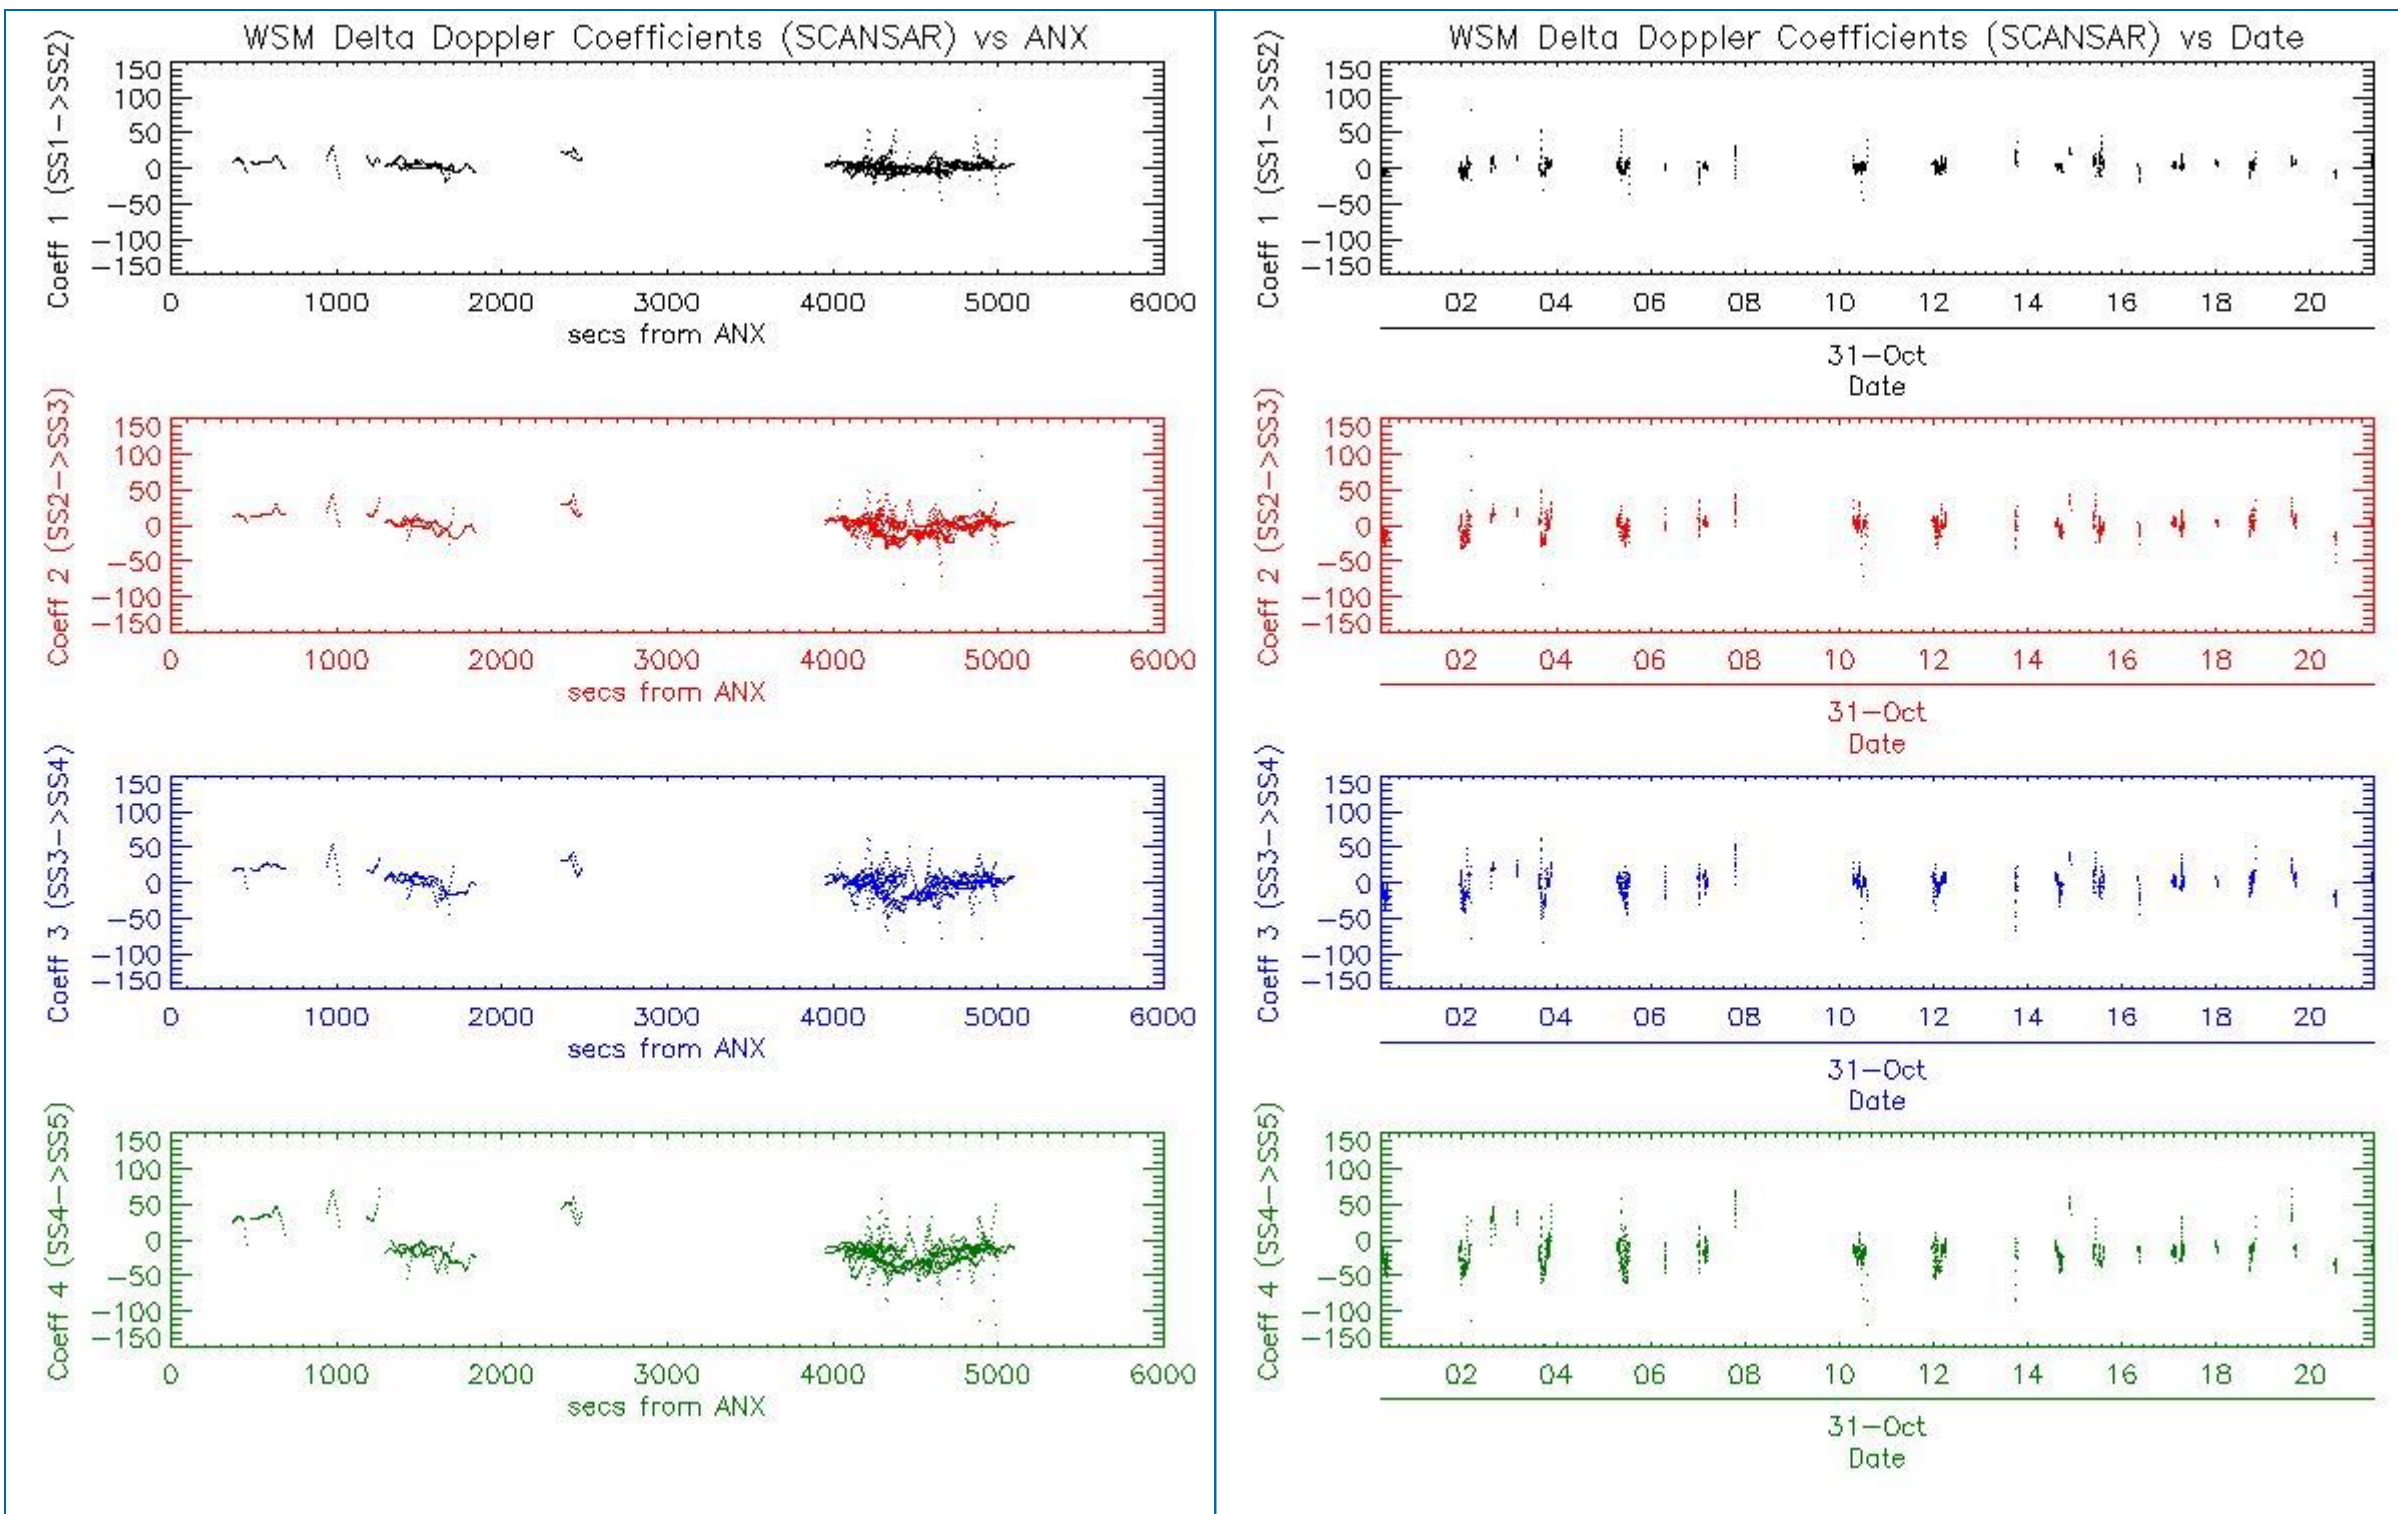 WSM Delta Doppler Coefficients (SCANSAR) vs ANX
Coeff 1 (SS1->SS2)
150
100
50
0
-50
-100
-150
0 1000 2000 3000 4000 5000 6000
secs from ANX
Coeff 2 (SS2->SS3)
150
100
50
0
-50
-100
-150
0 1000 2000 3000 4000 5000 6000
secs from ANX
Coeff 3 (SS3->SS4)
150
100
50
0
-50
-100
-150
0 1000 2000 3000 4000 5000 6000
secs from ANX
Coeff 4 (SS4->SS5)
150
100
50
0
-50
-100
-150
0 1000 2000 3000 4000 5000 6000
secs from ANX
WSM Delta Doppler Coefficients (SCANSAR) vs Date
Coeff 1 (SS1->SS2)
150
100
50
0
-50
-100
-150
02 04 06 08 10 12 14 16 18 20
31-Oct
Date
Coeff 2 (SS2->SS3)
150
100
50
0
-50
-100
-150
02 04 06 08 10 12 14 16 18 20
31-Oct
Date
Coeff 3 (SS3->SS4)
150
100
50
0
-50
-100
-150
02 04 06 08 10 12 14 16 18 20
31-Oct
Date
Coeff 4 (SS4->SS5)
150
100
50
0
-50
-100
-150
02 04 06 08 10 12 14 16 18 20
31-Oct
Date